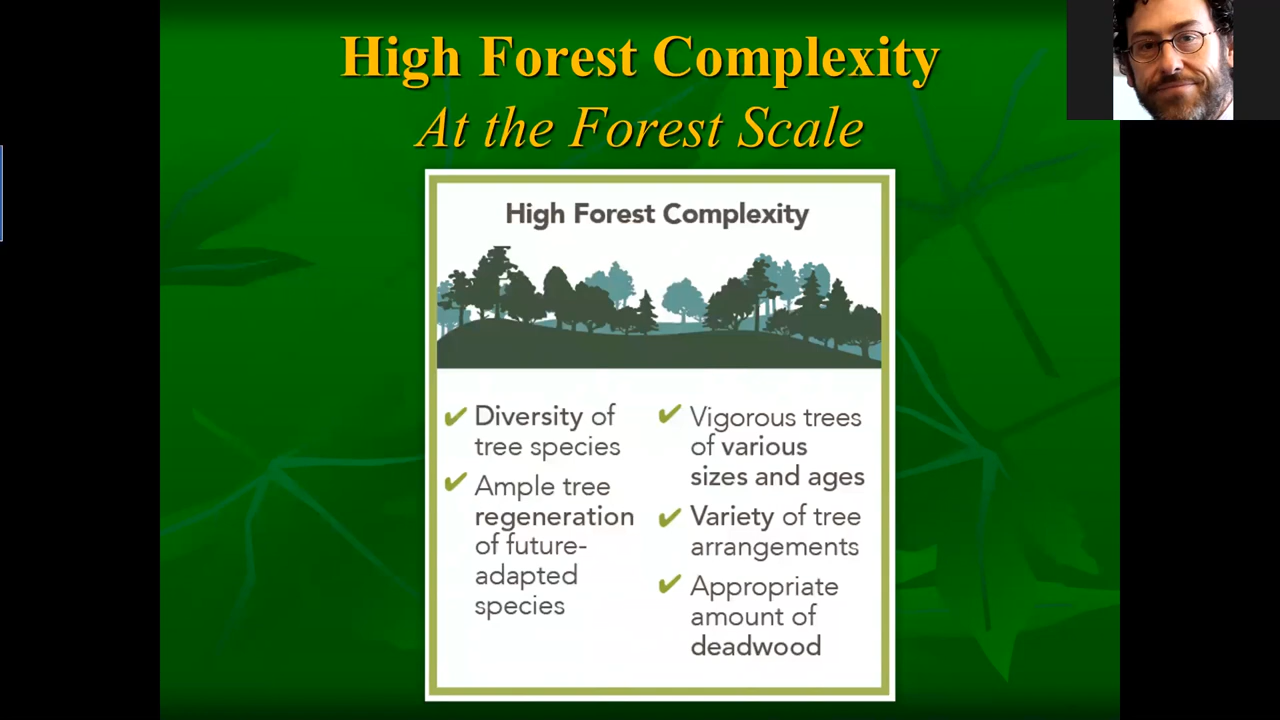 High Forest Complexity
At the Forest Scale
High Forest Complexity
Diversity of
tree species
Ample tree
regeneration
of future-
adapted
species
Vigorous trees
of various
sizes and ages
Variety of tree
arrangements
Appropriate
amount of
deadwood